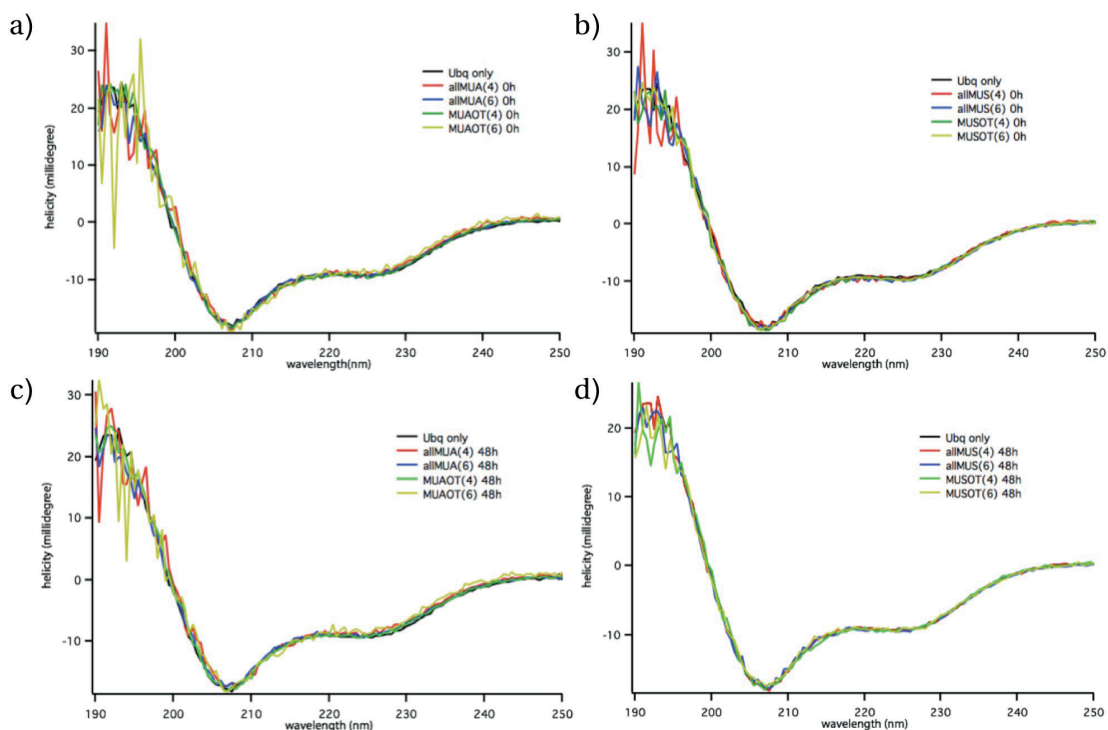 a)
helicity (millidegree)
30
20
10
0
-10
Ubq only
allMUA(4) 0h
allMUA(6) 0h
MUAOT(4) 0h
MUAOT(6) 0h
190
200
210
220
230
240
250
wavelength(nm)
b)
helicity (millidegree)
30
20
10
0
-10
Ubq only
allMUS(4) 0h
allMUS(6) 0h
MUSOT(4) 0h
MUSOT(6) 0h
190
200
210
220
230
240
250
wavelength (nm)
c)
helicity (millidegree)
30
20
10
0
-10
Ubq only
allMUA(4) 48h
allMUA(6) 48h
MUAOT(4) 48h
MUAOT(6) 48h
190
200
210
220
230
240
250
wavelength (nm)
d)
helicity (millidegree)
20
10
0
-10
Ubq only
allMUS(4) 48h
allMUS(6) 48h
MUSOT(4) 48h
MUSOT(6) 48h
190
200
210
220
230
240
250
wavelength (nm)